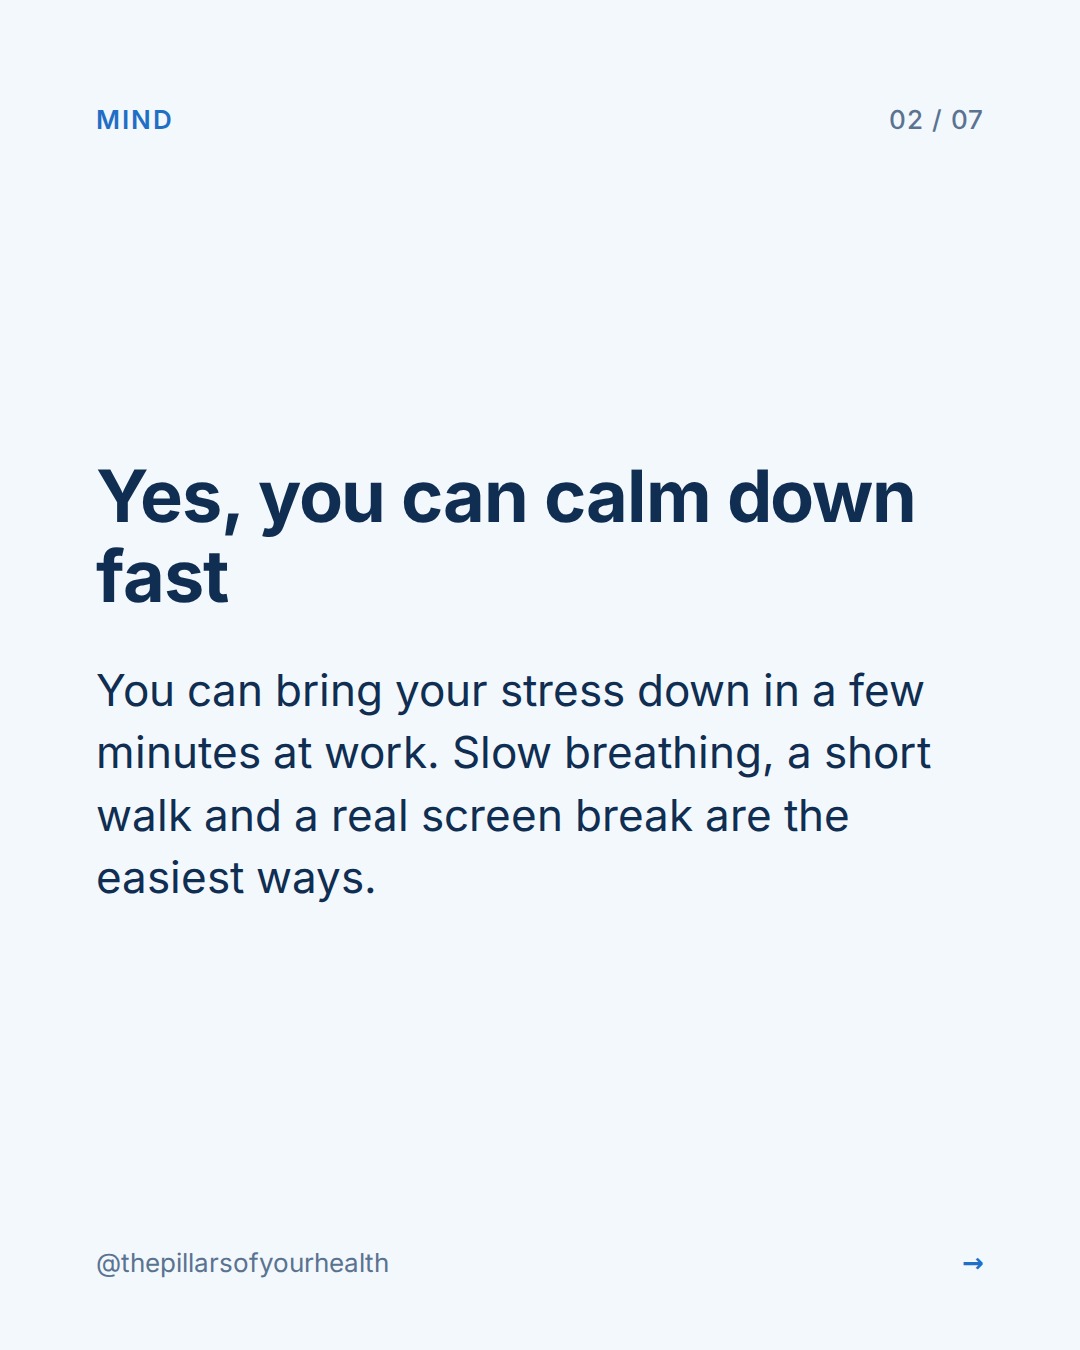 MIND
02 / 07
Yes, you can calm down
fast
You can bring your stress down in a few
minutes at work. Slow breathing, a short
walk and a real screen break are the
easiest ways.
@thepillarsofyourhealth
→